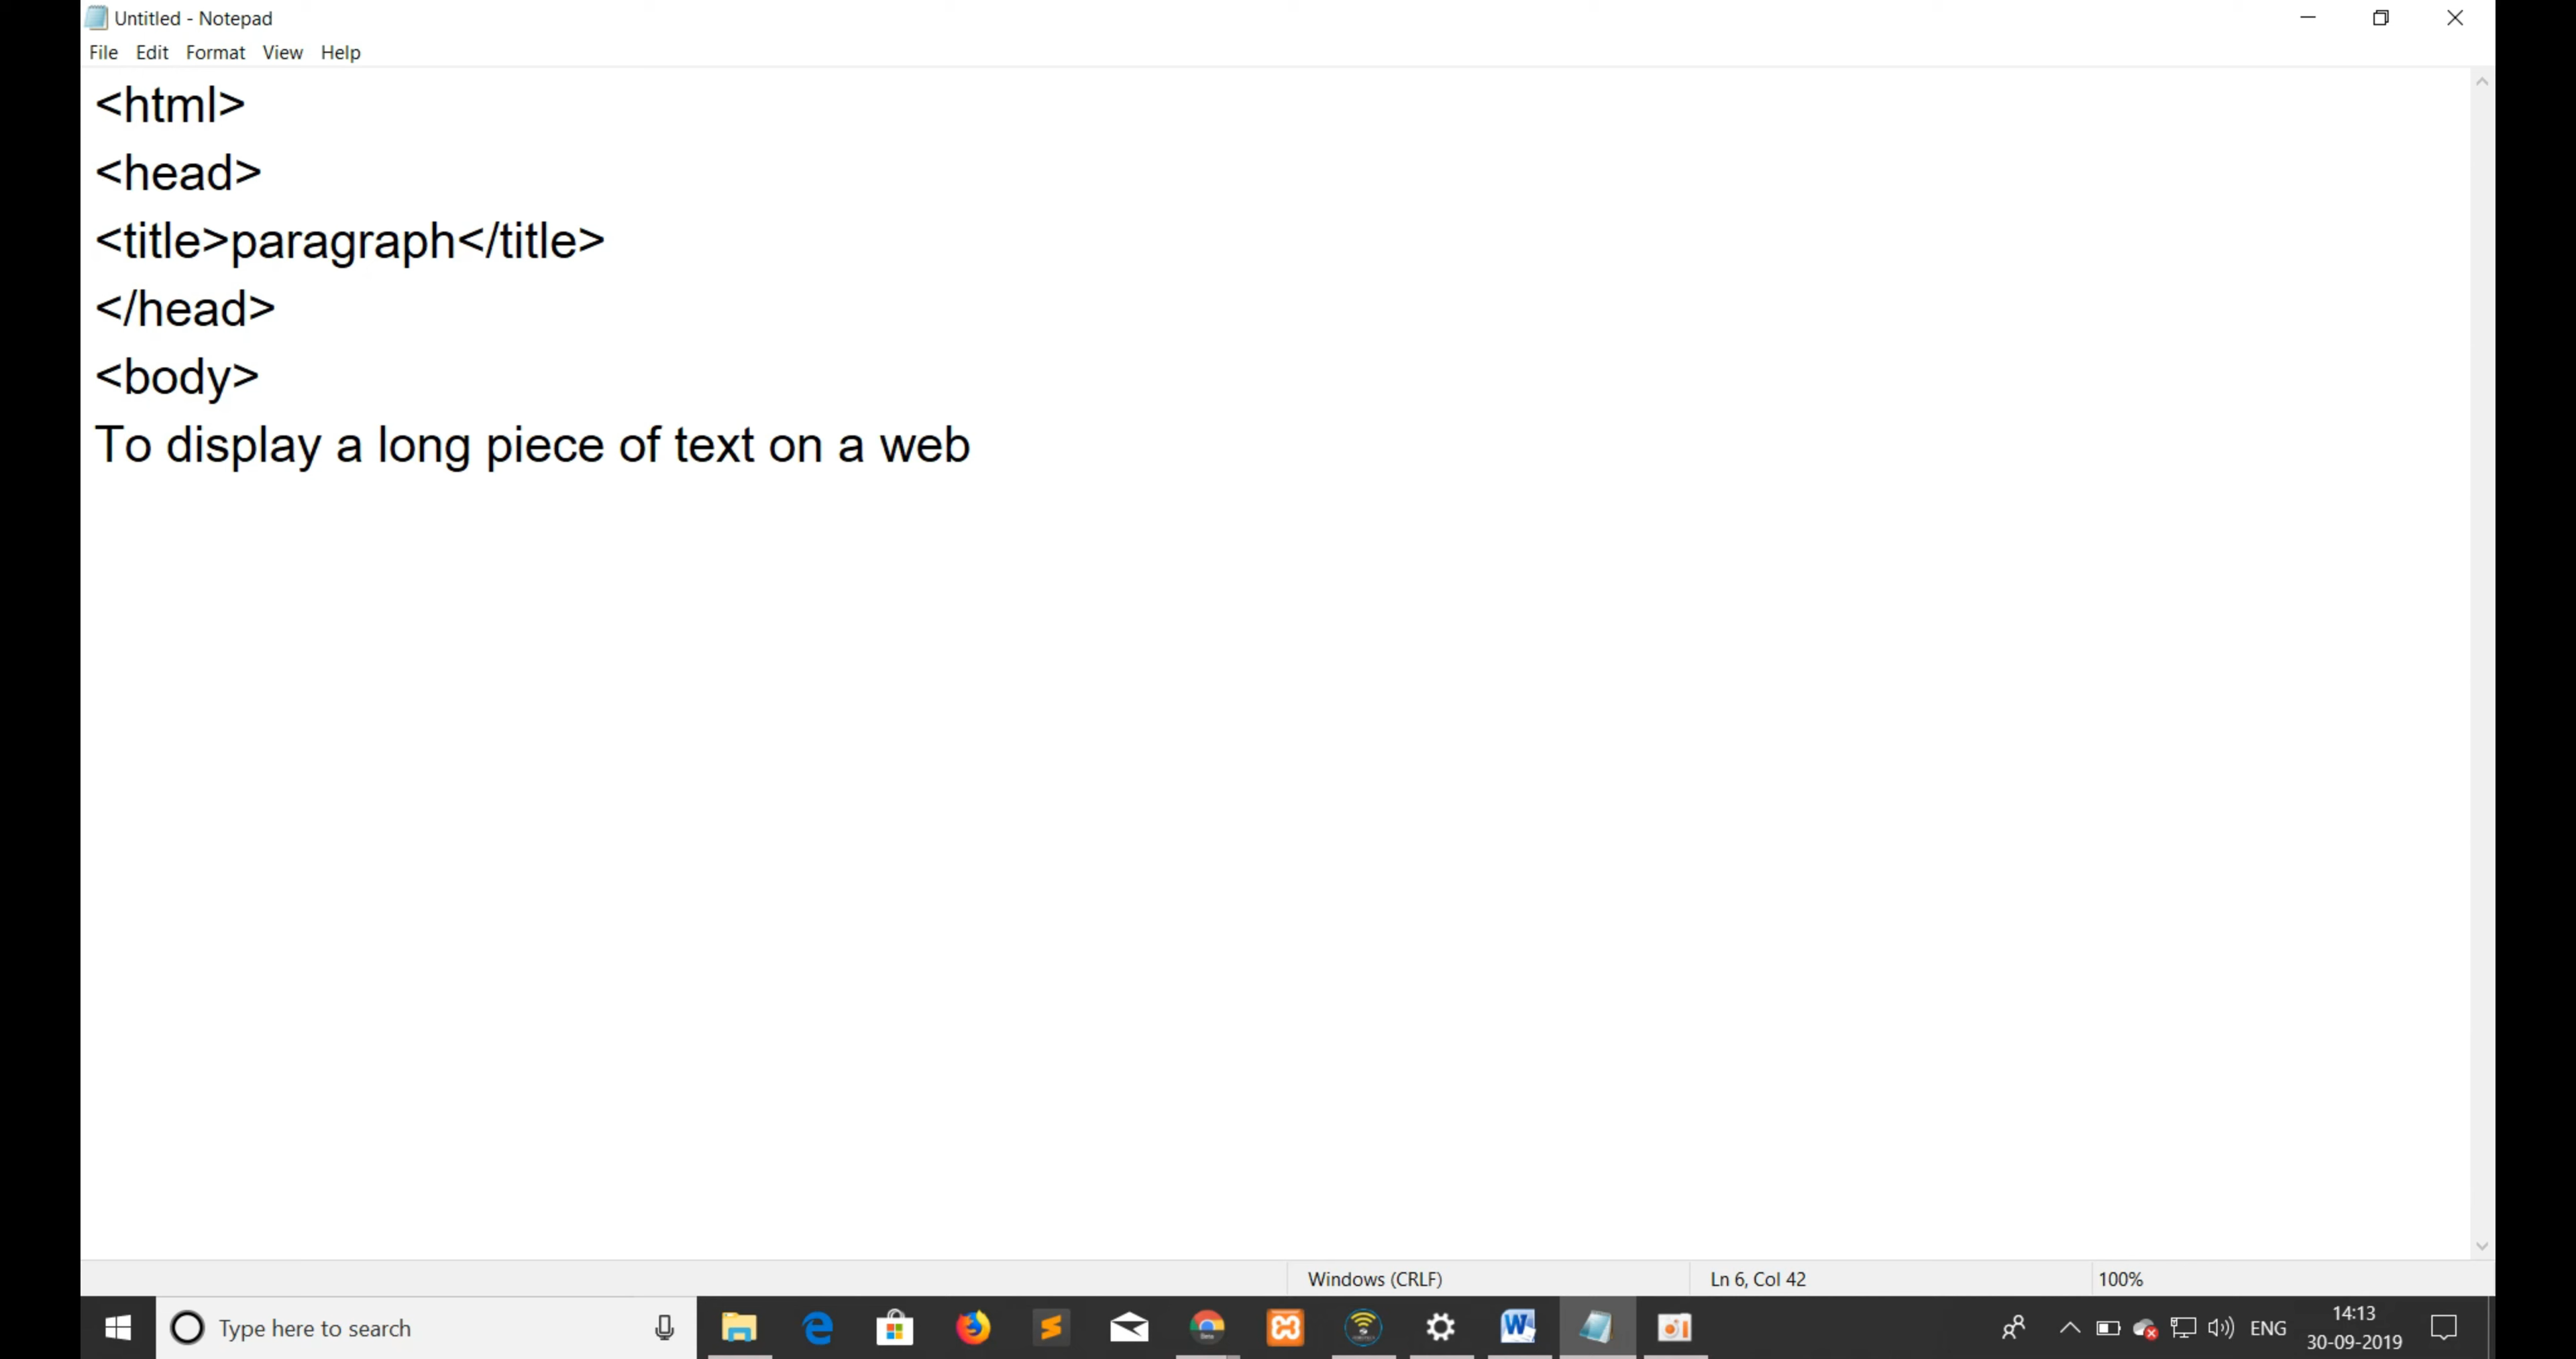 Untitled - Notepad
File Edit Format View Help
<html>
<head>
<title>paragraph</title>
</head>
<body>
To display a long piece of text on a web
Windows (CRLF) Ln 6, Col 42 100%
Type here to search
ENG
14:13
30-09-2019